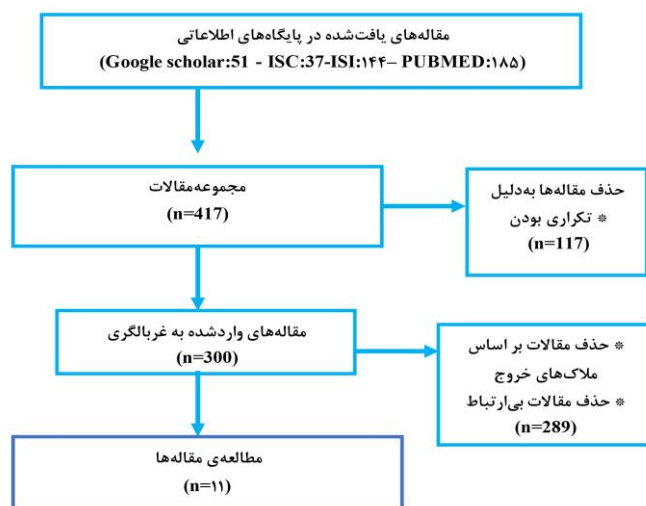 مقاله‌های یافت‌شده در پایگاه‌های اطلاعاتی
(Google scholar:51 - ISC:37-ISI:۱۴۴– PUBMED:۱۸۵)
مجموعه‌مقالات
(n=417)
حذف مقاله‌ها به‌دلیل
* تکراری بودن
(n=117)
مقاله‌های واردشده به غربالگری
(n=300)
* حذف مقالات بر اساس
ملاک‌های خروج
* حذف مقالات بی‌ارتباط
(n=289)
مطالعه‌ی مقاله‌ها
(n=۱۱)